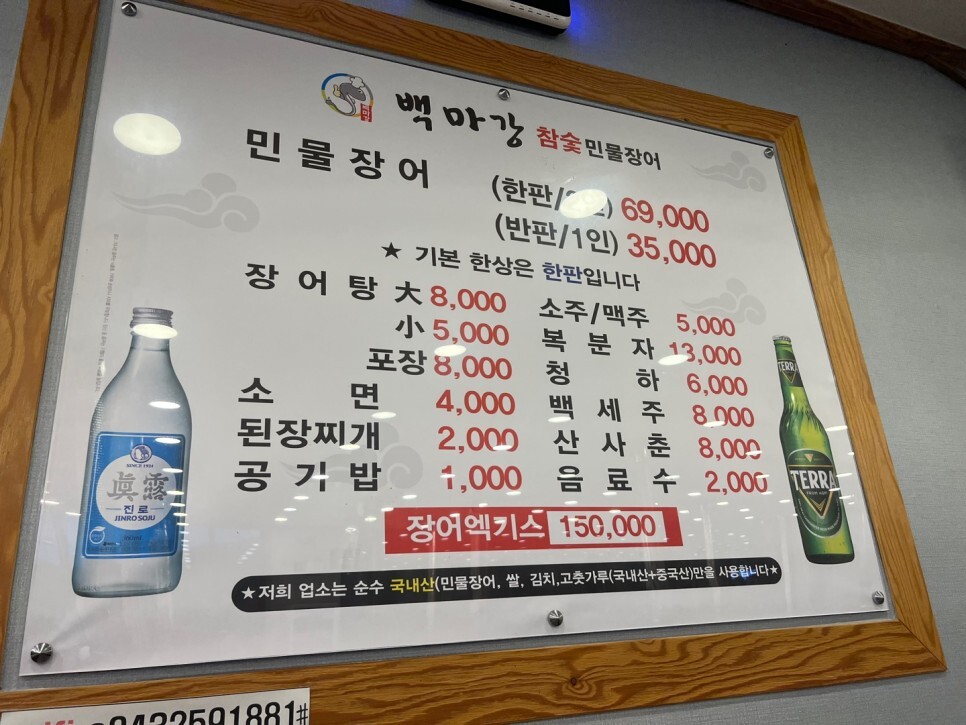 백마강 참숯민물장어
민물장어
(한판/2인) 69,000
(반판/1인) 35,000
★ 기본 한상은 한판입니다
장어탕 大 8,000
小 5,000
포장 8,000
소면 4,000
된장찌개 2,000
공기밥 1,000
소주/맥주 5,000
복분자 13,000
청하 6,000
백세주 8,000
산사춘 8,000
음료수 2,000
장어엑기스 150,000
★저희 업소는 순수 국내산(민물장어, 쌀, 김치,고춧가루(국내산+중국산)만을 사용합니다★
SINCE 1924
眞露
진로
JINRO SOJU
TERRA
TERRA
0432591881#